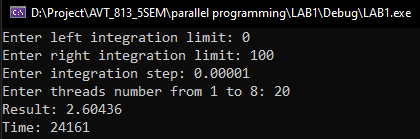 D:\Project\AVT_813_5SEM\parallel programming\LAB1\Debug\LAB1.exe
Enter left integration limit: 0
Enter right integration limit: 100
Enter integration step: 0.00001
Enter threads number from 1 to 8: 20
Result: 2.60436
Time: 24161